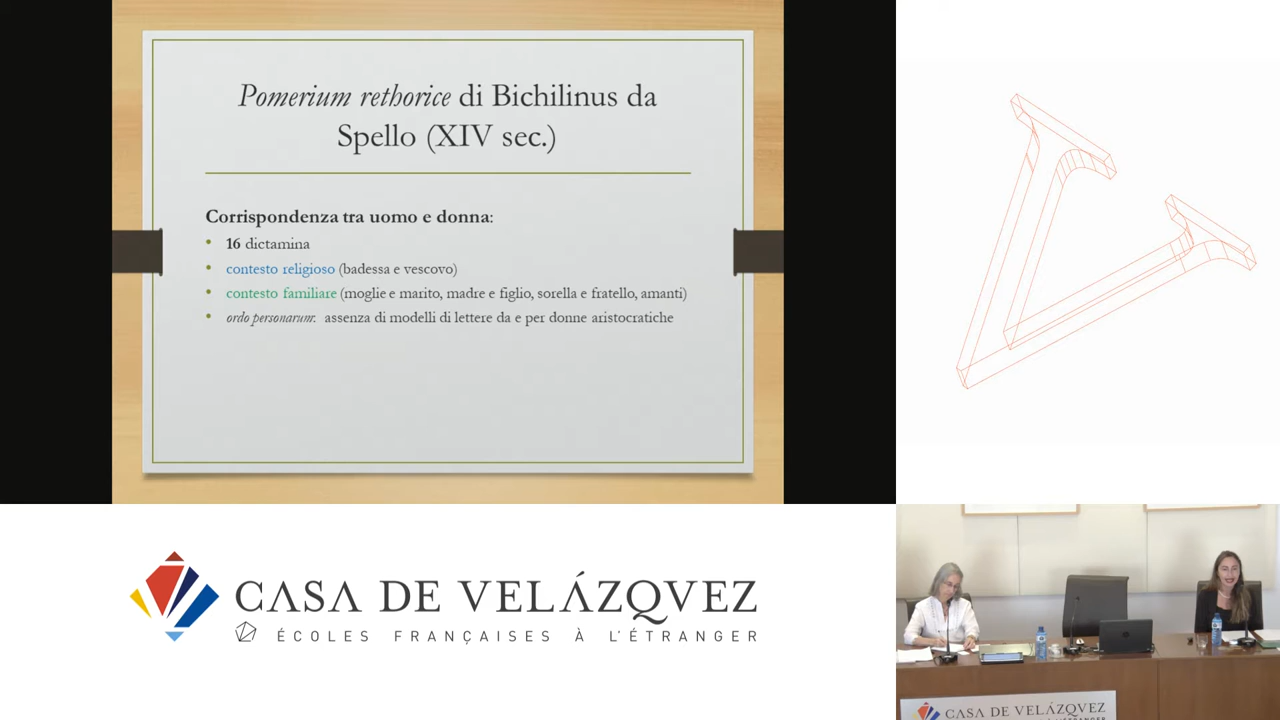 Pomerium rethorice di Bichilinus da
Spello (XIV sec.)
Corrispondenza tra uomo e donna:
• 16 dictamina
• contesto religioso (badessa e vescovo)
• contesto familiare (moglie e marito, madre e figlio, sorella e fratello, amanti)
• ordo personarum: assenza di modelli di lettere da e per donne aristocratiche
CASA DE VELÁZQVEZ
ÉCOLES FRANÇAISES À L'ÉTRANGER
CASA DE VELÁZQVEZ